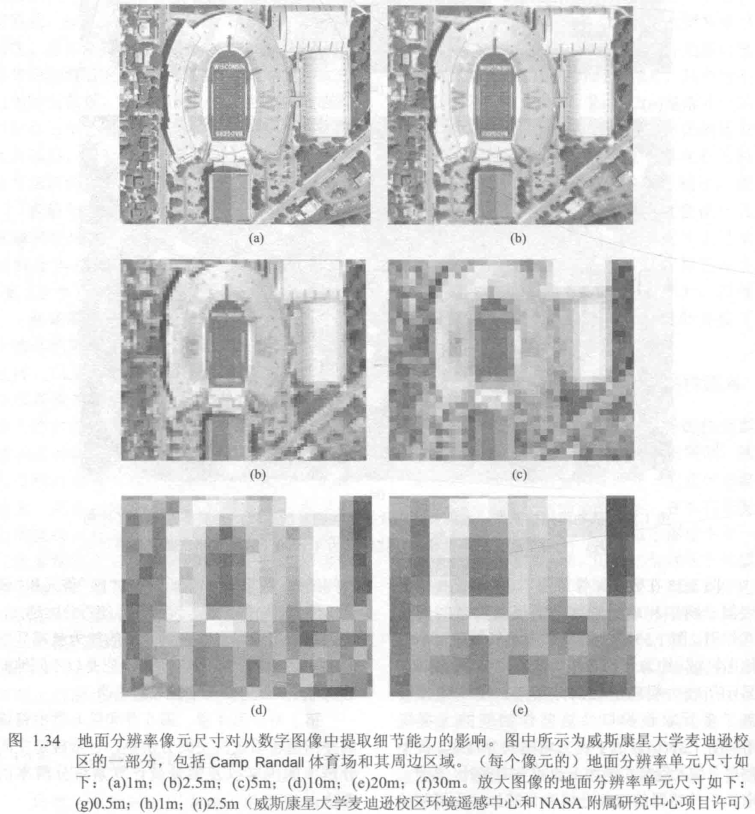 WISCONSIN
W
W
BADGERS
WISCONSIN
W
W
BADGERS
(a)
(b)
(b)
(c)
(d)
(e)
图 1.34 地面分辨率像元尺寸对从数字图像中提取细节能力的影响。图中所示为威斯康星大学麦迪逊校
区的一部分，包括 Camp Randall 体育场和其周边区域。（每个像元的）地面分辨率单元尺寸如
下：(a)1m；(b)2.5m；(c)5m；(d)10m；(e)20m；(f)30m。放大图像的地面分辨率单元尺寸如下：
(g)0.5m；(h)1m；(i)2.5m（威斯康星大学麦迪逊校区环境遥感中心和 NASA 附属研究中心项目许可）